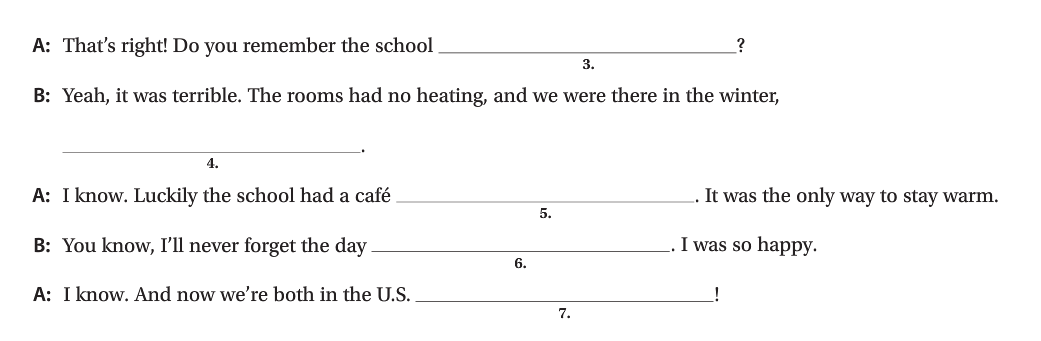 A: That's right! Do you remember the school ______________________________?
3.
B: Yeah, it was terrible. The rooms had no heating, and we were there in the winter,
______________________________.
4.
A: I know. Luckily the school had a café ______________________________. It was the only way to stay warm.
5.
B: You know, I'll never forget the day ______________________________. I was so happy.
6.
A: I know. And now we're both in the U.S. ______________________________!
7.